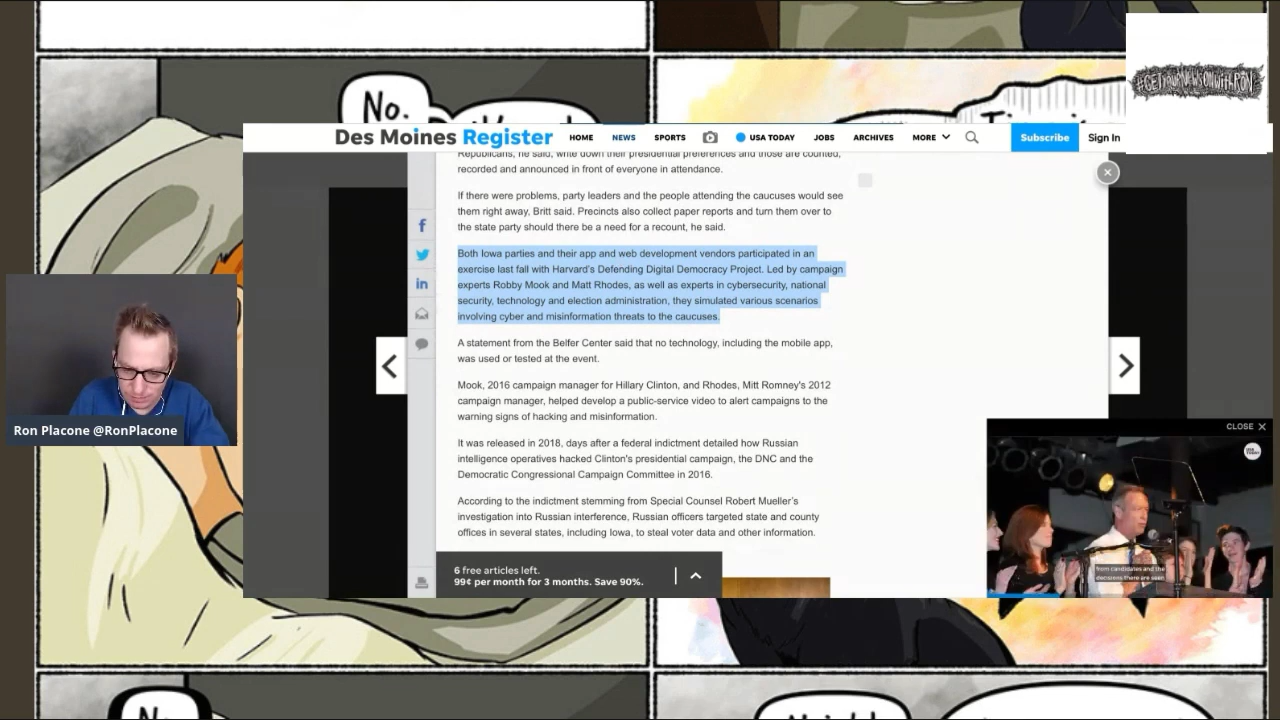 No.
#GETYOURNEWSONWITHRON
Des Moines Register
HOME
NEWS
SPORTS
USA TODAY
JOBS
ARCHIVES
MORE
Subscribe
Sign In
Republicans, he said, write down their presidential preferences and those are counted,
recorded and announced in front of everyone in attendance.
If there were problems, party leaders and the people attending the caucuses would see
them right away, Britt said. Precincts also collect paper reports and turn them over to
the state party should there be a need for a recount, he said.
Both Iowa parties and their app and web development vendors participated in an
exercise last fall with Harvard's Defending Digital Democracy Project. Led by campaign
experts Robby Mook and Matt Rhodes, as well as experts in cybersecurity, national
security, technology and election administration, they simulated various scenarios
involving cyber and misinformation threats to the caucuses.
A statement from the Belfer Center said that no technology, including the mobile app,
was used or tested at the event.
Mook, 2016 campaign manager for Hillary Clinton, and Rhodes, Mitt Romney's 2012
campaign manager, helped develop a public-service video to alert campaigns to the
warning signs of hacking and misinformation.
It was released in 2018, days after a federal indictment detailed how Russian
intelligence operatives hacked Clinton's presidential campaign, the DNC and the
Democratic Congressional Campaign Committee in 2016.
According to the indictment stemming from Special Counsel Robert Mueller's
investigation into Russian interference, Russian officers targeted state and county
offices in several states, including Iowa, to steal voter data and other information.
6 free articles left.
99¢ per month for 3 months. Save 90%.
Ron Placone @RonPlacone
CLOSE X
USA TODAY
from candidates and the
decisions there are seen
No